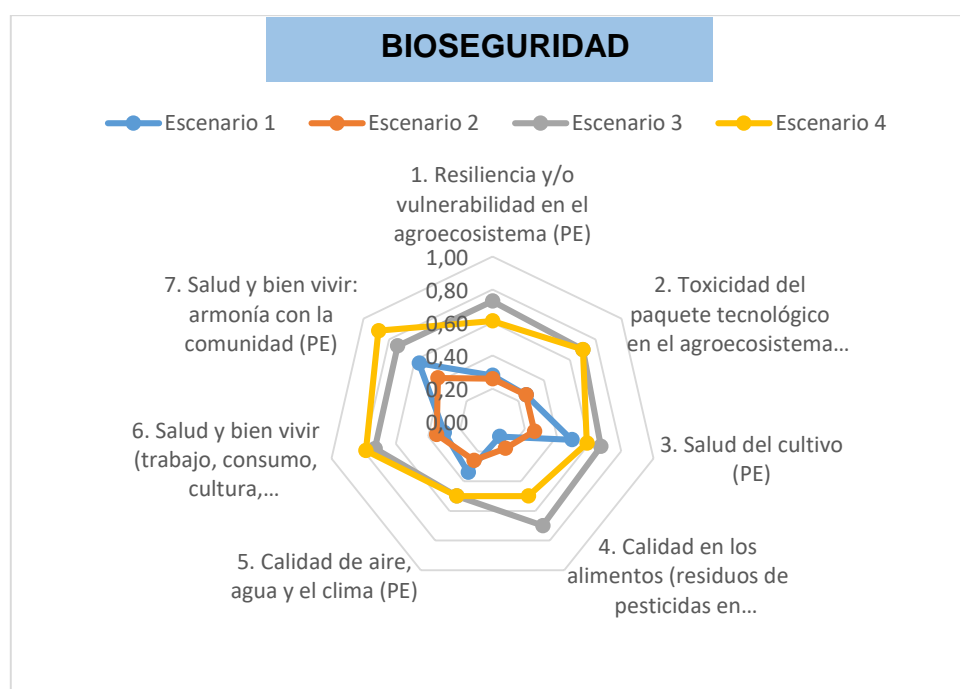 BIOSEGURIDAD
Escenario 1
Escenario 2
Escenario 3
Escenario 4
1. Resiliencia y/o
vulnerabilidad en el
agroecosistema (PE)
2. Toxicidad del
paquete tecnológico
en el agroecosistema...
3. Salud del cultivo
(PE)
4. Calidad en los
alimentos (residuos de
pesticidas en...
5. Calidad de aire,
agua y el clima (PE)
6. Salud y bien vivir
(trabajo, consumo,
cultura,...
7. Salud y bien vivir:
armonía con la
comunidad (PE)
1,00
0,80
0,60
0,40
0,20
0,00